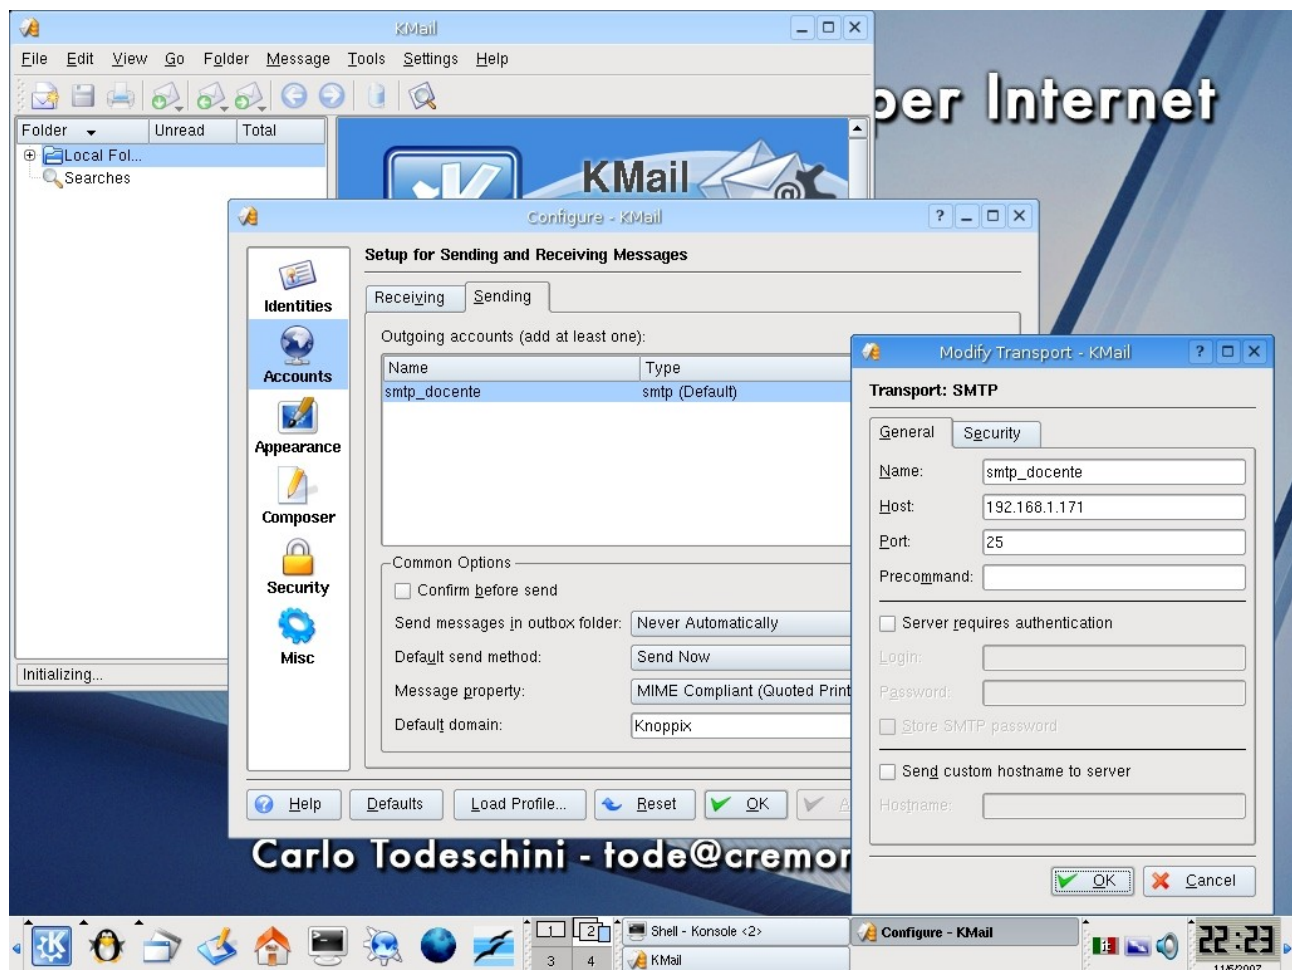 KMail
File Edit View Go Folder Message Tools Settings Help
Folder Unread Total
Local Fol...
Searches
KMail
@
Initializing...
per Internet
Configure - KMail
Identities
Accounts
Appearance
Composer
Security
Misc
Setup for Sending and Receiving Messages
Receiving Sending
Outgoing accounts (add at least one):
Name Type
smtp_docente smtp (Default)
Common Options
Confirm before send
Send messages in outbox folder: Never Automatically
Default send method: Send Now
Message property: MIME Compliant (Quoted Print
Default domain: Knoppix
Help Defaults Load Profile... Reset OK A
Modify Transport - KMail
Transport: SMTP
General Security
Name: smtp_docente
Host: 192.168.1.171
Port: 25
Precommand:
Server requires authentication
Login:
Password:
Store SMTP password
Send custom hostname to server
Hostname:
OK Cancel
Carlo Todeschini - tode@cremor
1 2
3 4
Shell - Konsole <2>
KMail
Configure - KMail
it
22:23